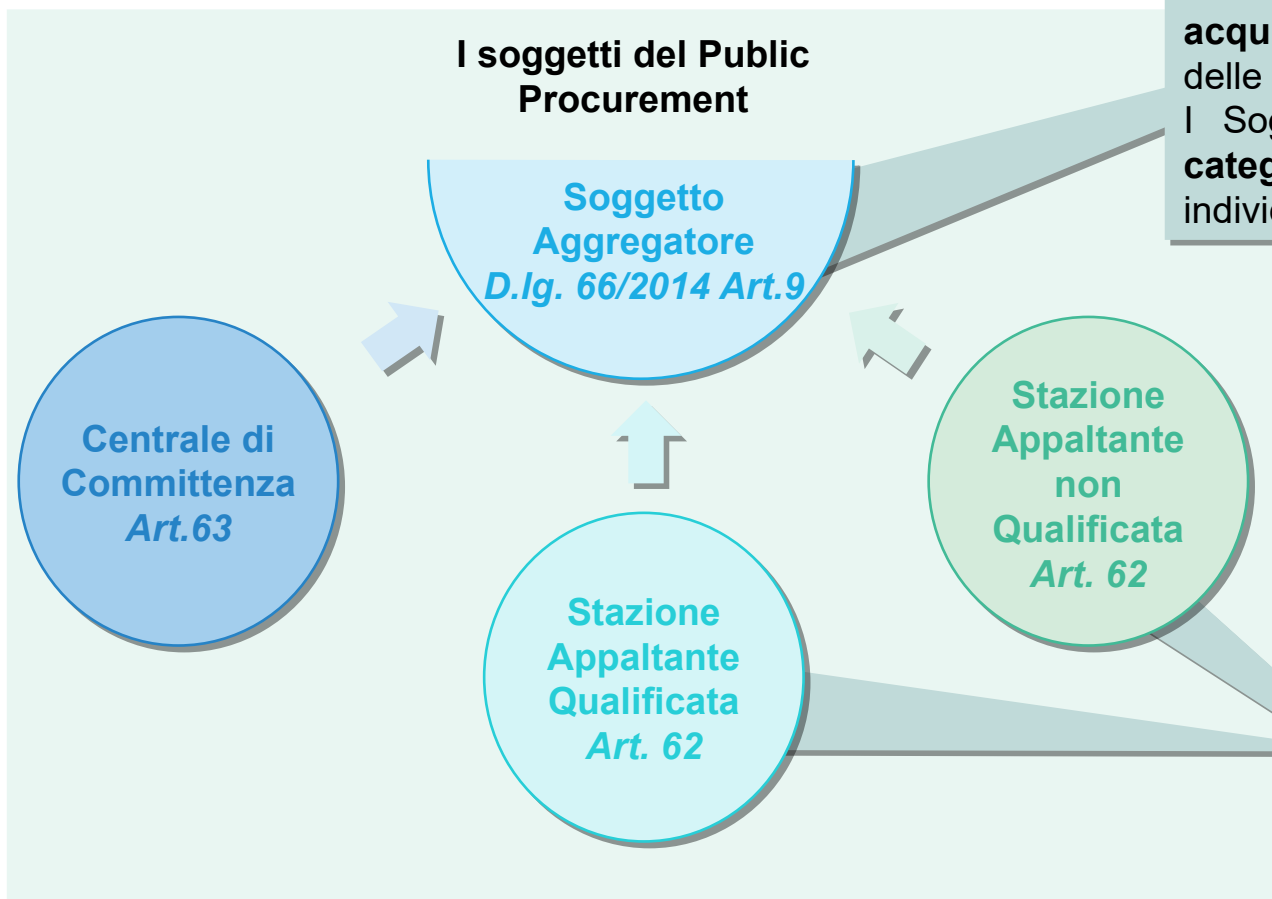 I soggetti del Public
Procurement
delle
I
Soggetto
Aggregatore
D.lg. 66/2014 Art.9
Centrale di
Committenza
Art.63
Stazione
Appaltante
non
Qualificata
Art. 62
Stazione
Appaltante
Qualificata
Art. 62